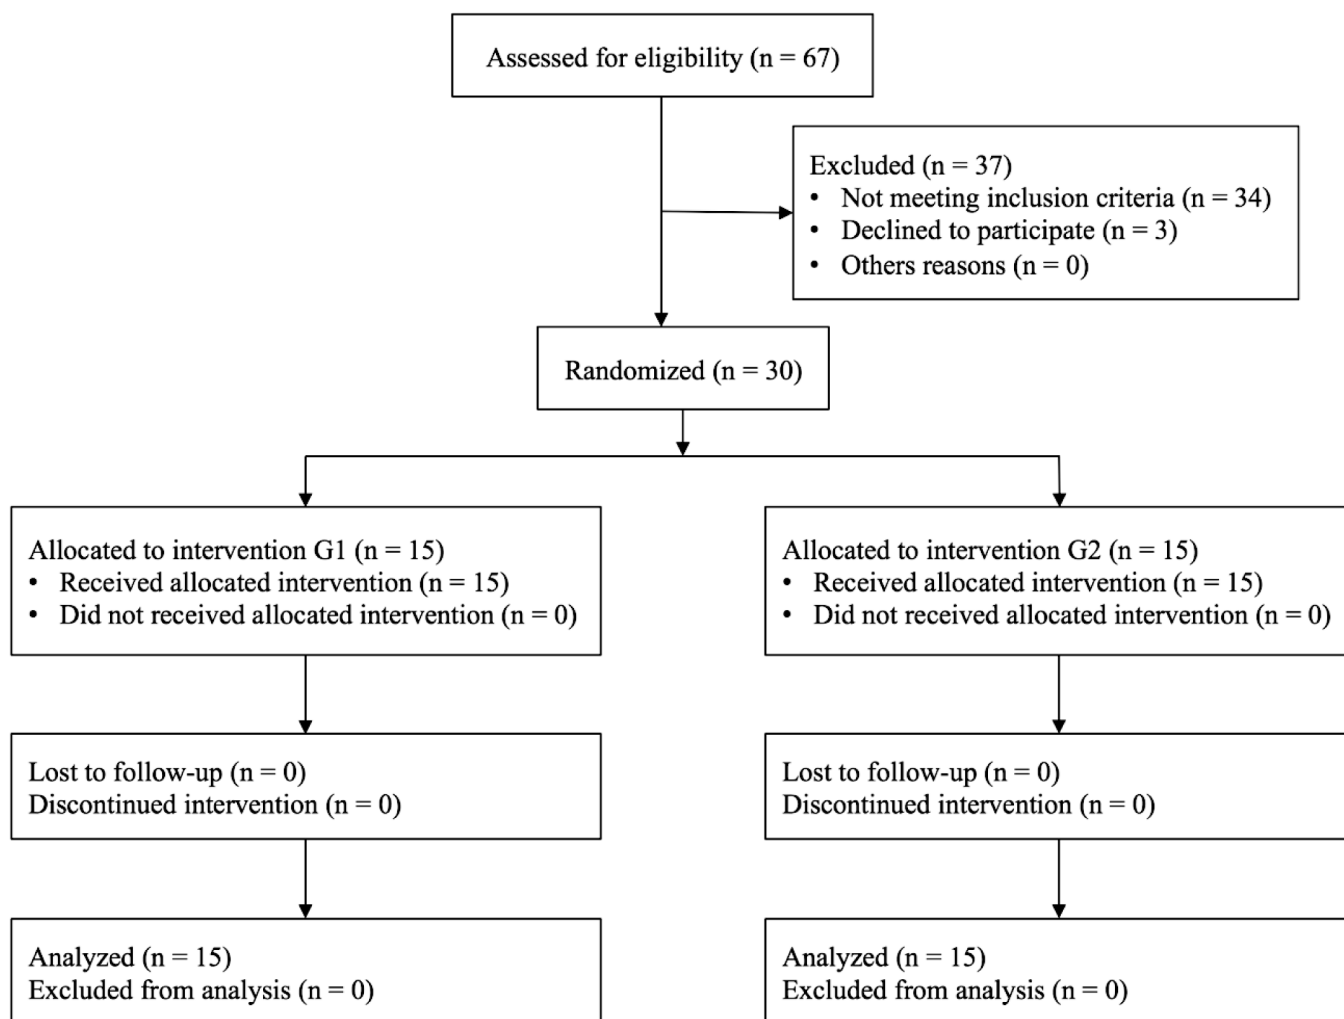 Assessed for eligibility (n = 67)
Excluded (n = 37)
• Not meeting inclusion criteria (n = 34)
• Declined to participate (n = 3)
• Others reasons (n = 0)
Randomized (n = 30)
Allocated to intervention G1 (n = 15)
• Received allocated intervention (n = 15)
• Did not received allocated intervention (n = 0)
Allocated to intervention G2 (n = 15)
• Received allocated intervention (n = 15)
• Did not received allocated intervention (n = 0)
Lost to follow-up (n = 0)
Discontinued intervention (n = 0)
Lost to follow-up (n = 0)
Discontinued intervention (n = 0)
Analyzed (n = 15)
Excluded from analysis (n = 0)
Analyzed (n = 15)
Excluded from analysis (n = 0)